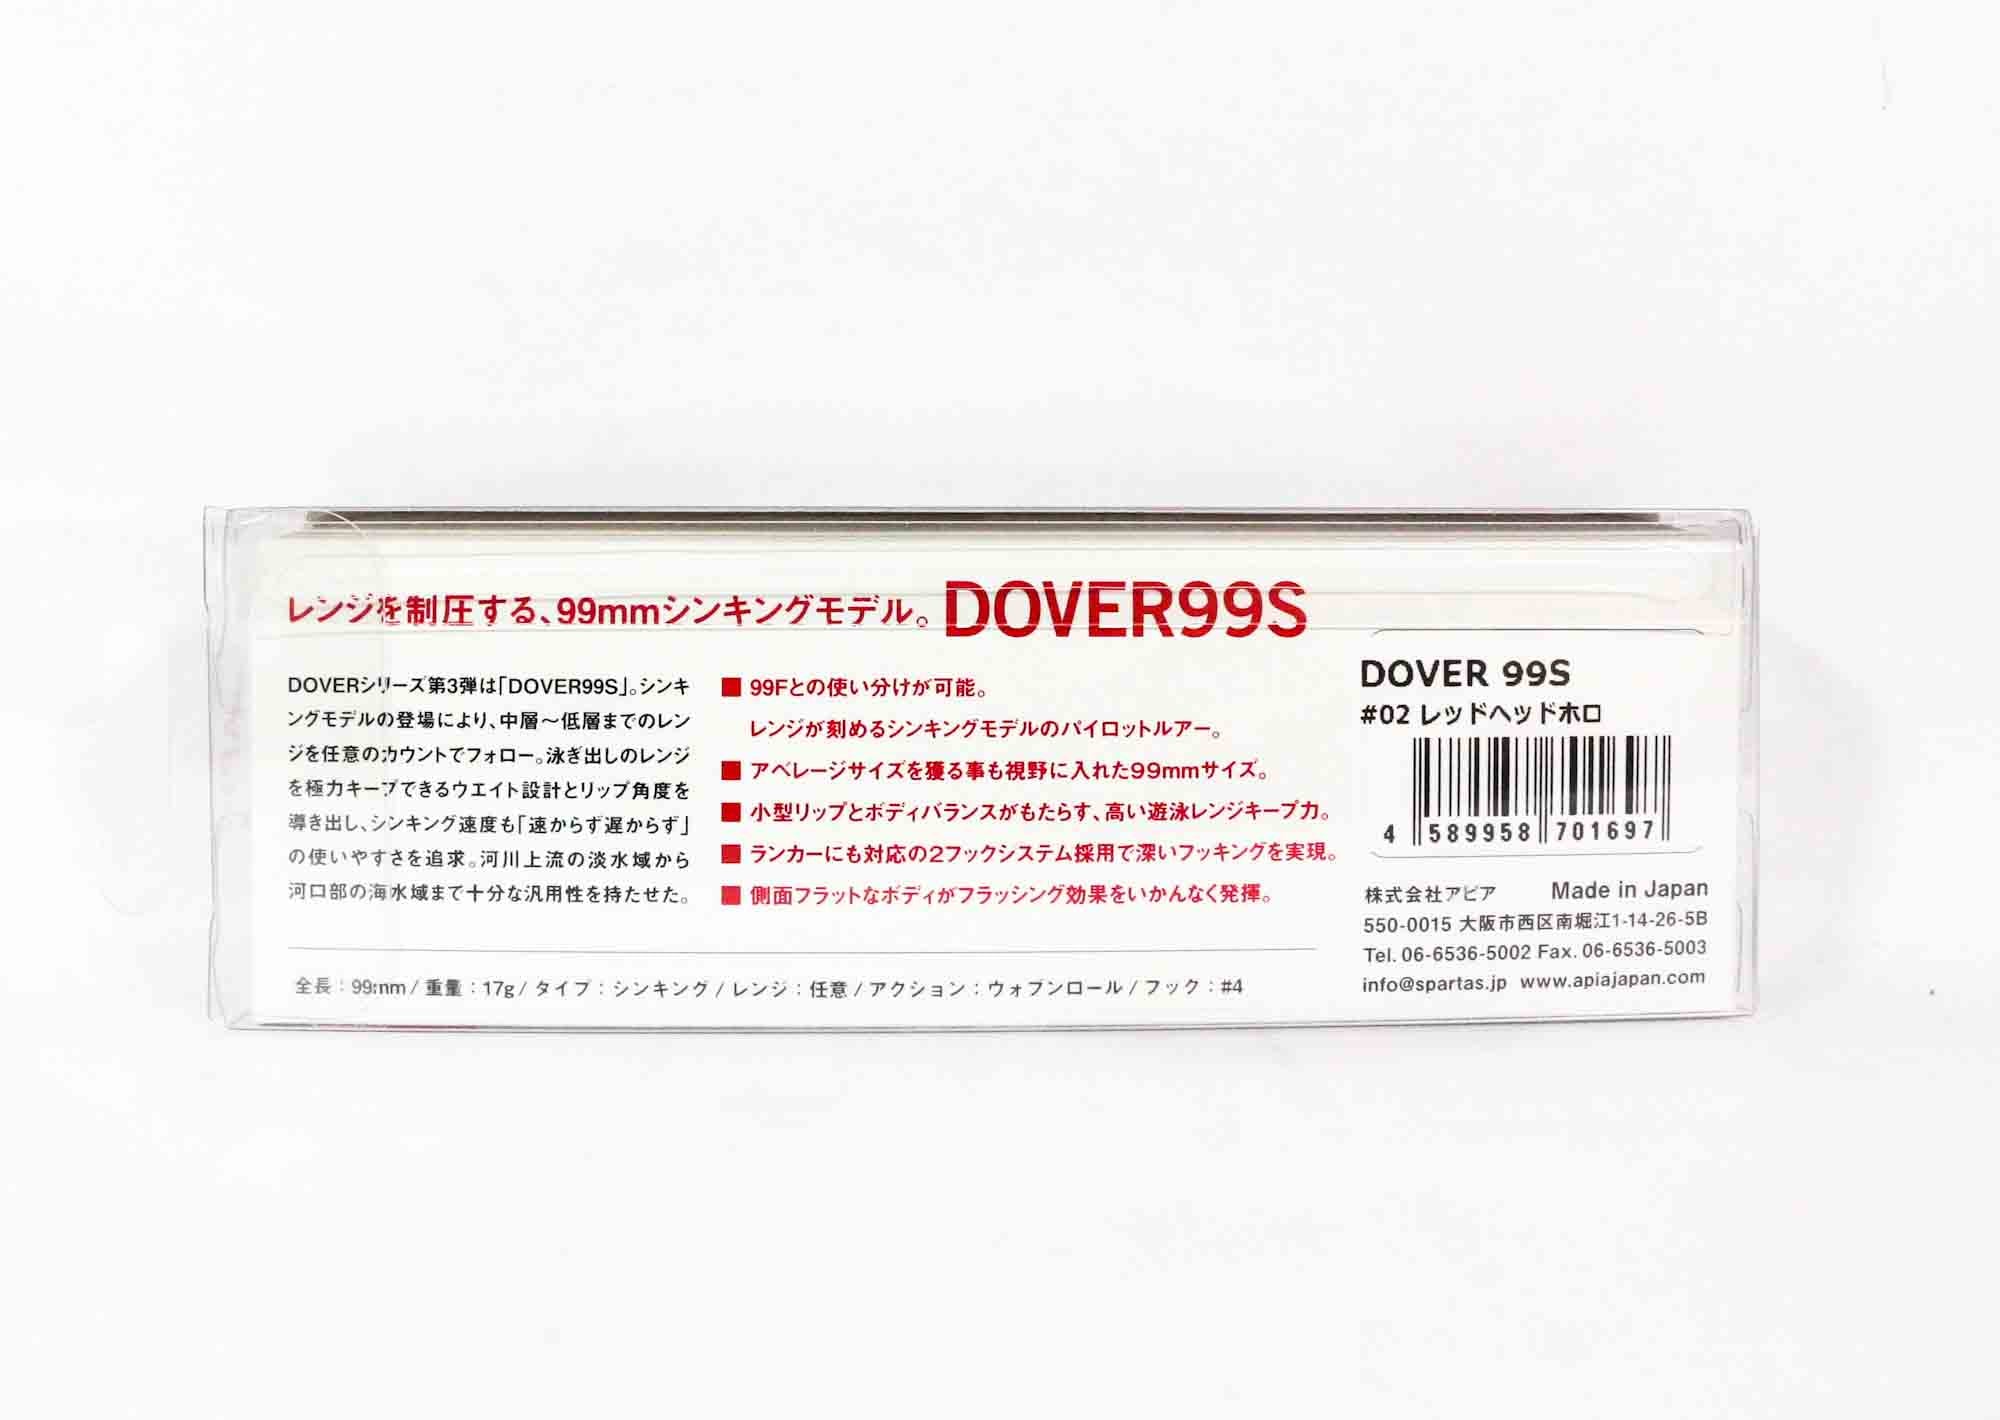 レンジを制圧する、99mmシンキングモデル。DOVER99S
DOVERシリーズ第3弾は「DOVER99S」。シンキ
ングモデルの登場により、中層〜低層までのレン
ジを任意のカウントでフォロー。泳ぎ出しのレンジ
を極力キープできるウエイト設計とリップ角度を
導き出し、シンキング速度も「速からず遅からず」
の使いやすさを追求。河川上流の淡水域から
河口部の海水域まで十分な汎用性を持たせた。
■ 99Fとの使い分けが可能。
レンジが刻めるシンキングモデルのパイロットルアー。
■ アベレージサイズを獲る事も視野に入れた99mmサイズ。
■ 小型リップとボディバランスがもたらす、高い遊泳レンジキープ力。
■ ランカーにも対応の2フックシステム採用で深いフッキングを実現。
■ 側面フラットなボディがフラッシング効果をいかんなく発揮。
全長：99mm / 重量：17g / タイプ：シンキング / レンジ：任意 / アクション：ウォブンロール / フック：#4
DOVER 99S
#02 レッドヘッドホロ
4 589958 701697
株式会社アピア Made in Japan
550-0015 大阪市西区南堀江1-14-26-5B
Tel. 06-6536-5002 Fax. 06-6536-5003
info@spartas.jp www.apiajapan.com